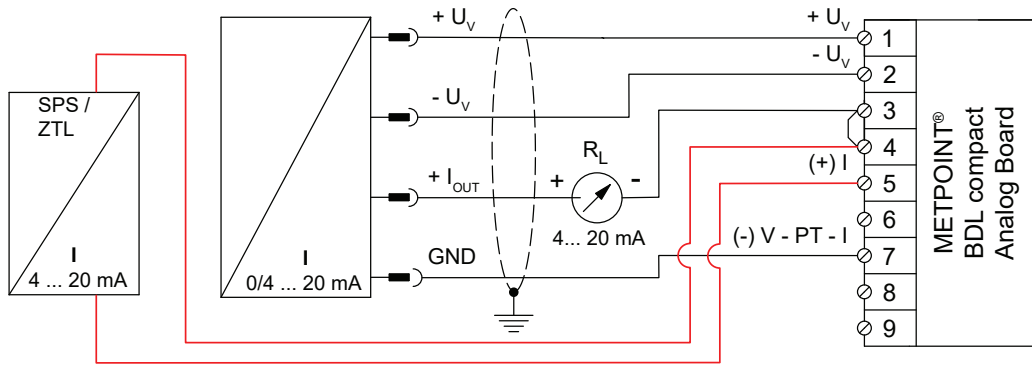 SPS /
ZTL
I
4 ... 20 mA
I
0/4 ... 20 mA
+ UV
- UV
+ IOUT
GND
RL
+ -
4... 20 mA
+ UV
- UV
(+) I
(-) V - PT - I
1
2
3
4
5
6
7
8
9
METPOINT®
BDL compact
Analog Board